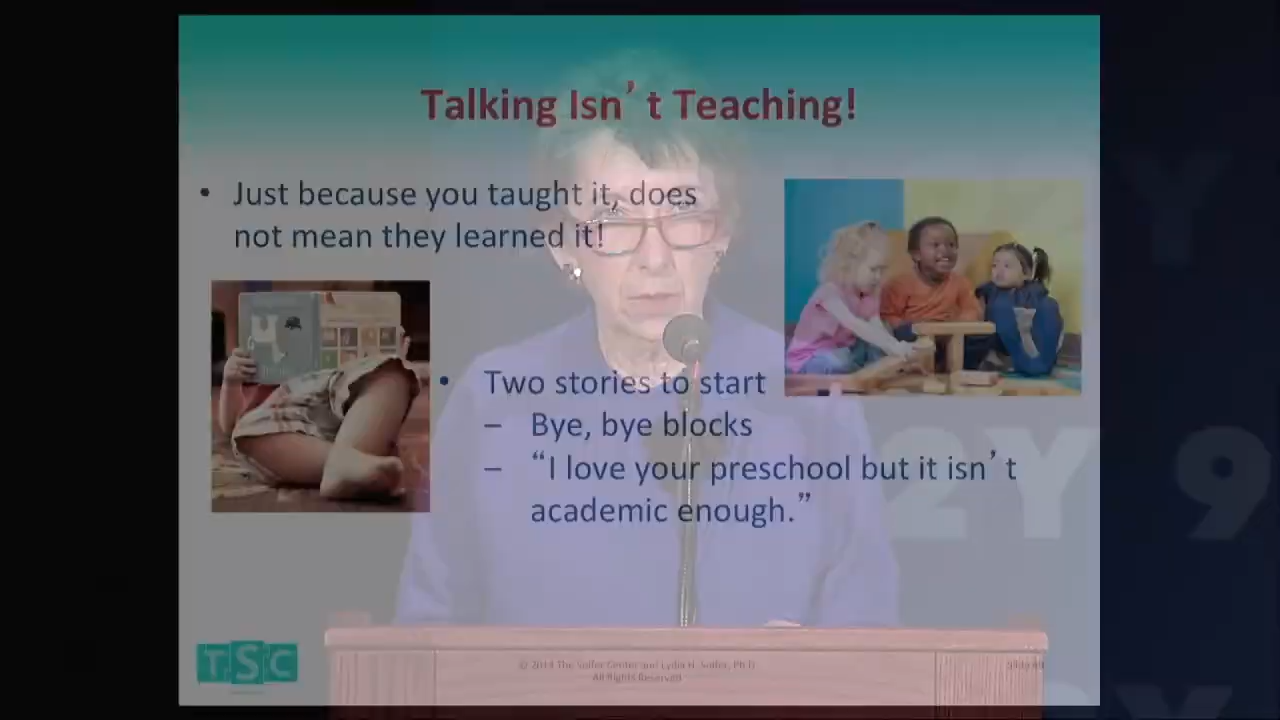 Talking Isn’t Teaching!
• Just because you taught it, does
not mean they learned it!
• Two stories to start
– Bye, bye blocks
– “I love your preschool but it isn’t
academic enough.”
2Y 9
Y
TSC
© 2014 The Soifer Center and Lydia H. Soifer, Ph.D.
All Rights Reserved